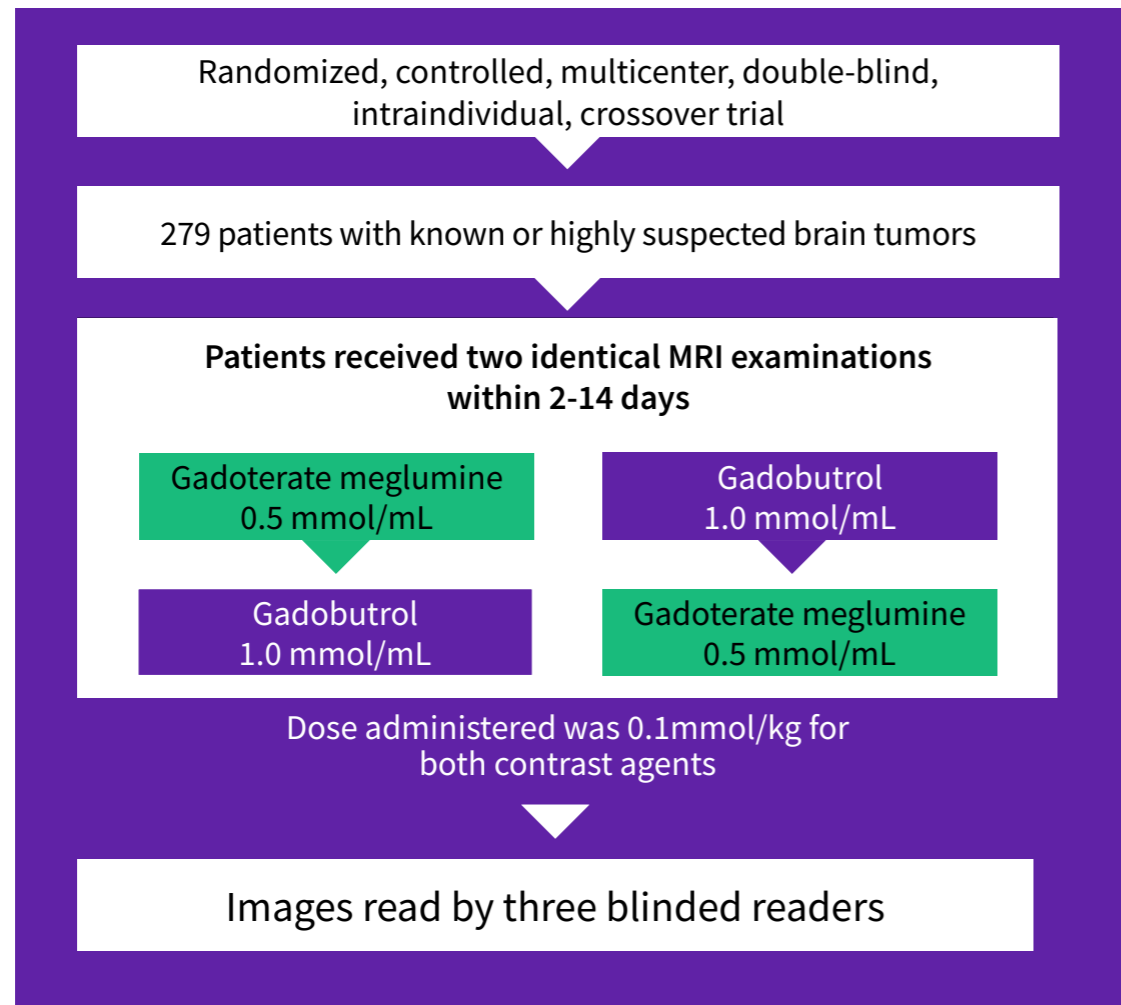 Randomized, controlled, multicenter, double-blind,
intraindividual, crossover trial
279 patients with known or highly suspected brain tumors
Patients received two identical MRI examinations
within 2-14 days
Gadoterate meglumine
0.5 mmol/mL
Gadobutrol
1.0 mmol/mL
Gadobutrol
1.0 mmol/mL
Gadoterate meglumine
0.5 mmol/mL
Dose administered was 0.1mmol/kg for
both contrast agents
Images read by three blinded readers